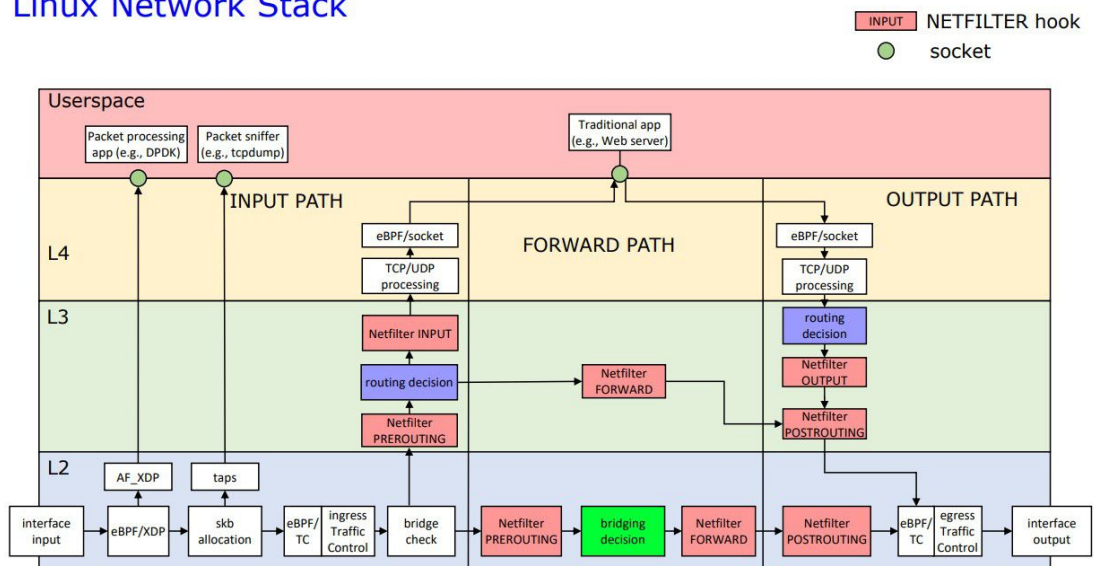 Linux Network Stack
INPUT NETFILTER hook
socket
Userspace
Packet processing
app (e.g., DPDK)
Packet sniffer
(e.g., tcpdump)
Traditional app
(e.g., Web server)
INPUT PATH
FORWARD PATH
OUTPUT PATH
L4
eBPF/socket
TCP/UDP
processing
eBPF/socket
TCP/UDP
processing
L3
Netfilter INPUT
routing decision
Netfilter
PREROUTING
Netfilter
FORWARD
routing
decision
Netfilter
OUTPUT
Netfilter
POSTROUTING
L2
AF_XDP
taps
interface
input
eBPF/XDP
skb
allocation
eBPF/
TC
ingress
Traffic
Control
bridge
check
Netfilter
PREROUTING
bridging
decision
Netfilter
FORWARD
Netfilter
POSTROUTING
eBPF/
TC
egress
Traffic
Control
interface
output